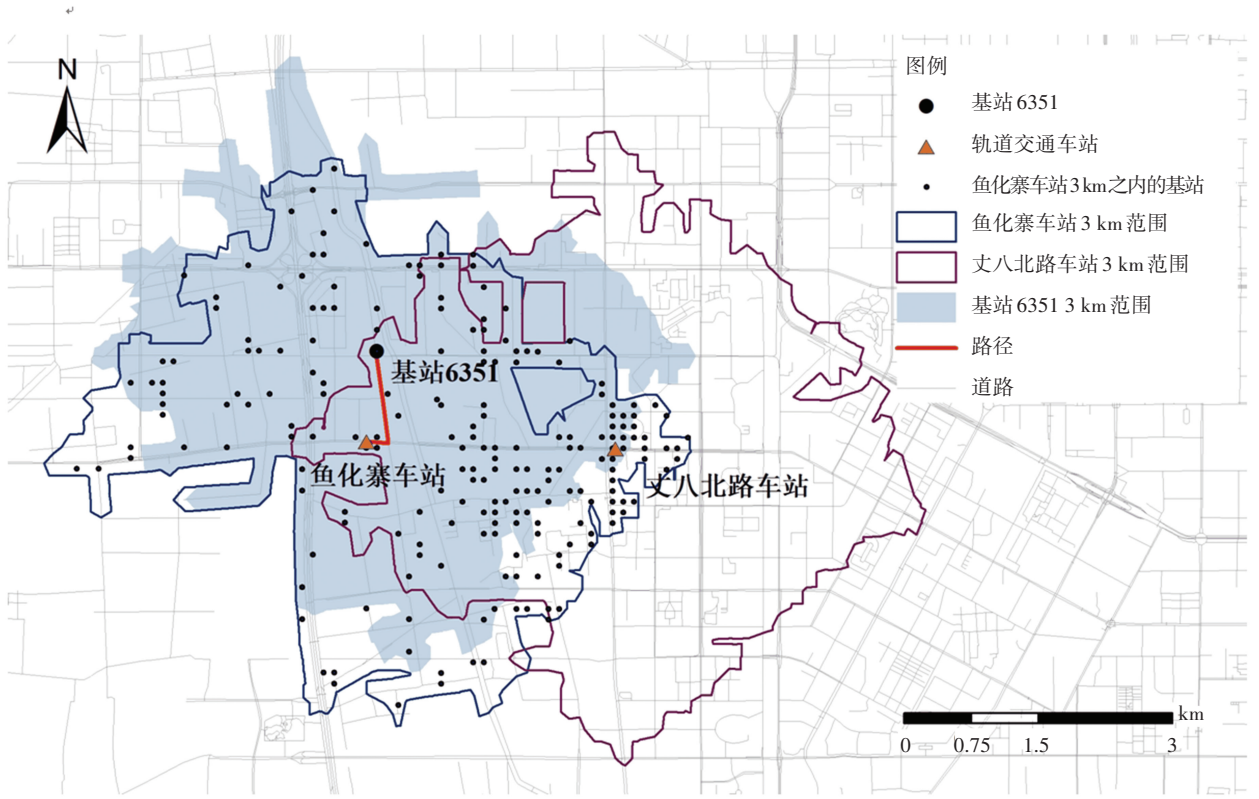 N
图例
基站 6351
轨道交通车站
鱼化寨车站3 km之内的基站
鱼化寨车站 3 km 范围
丈八北路车站 3 km 范围
基站 6351 3 km 范围
路径
道路
基站6351
鱼化寨车站
丈八北路车站
km
0 0.75 1.5 3